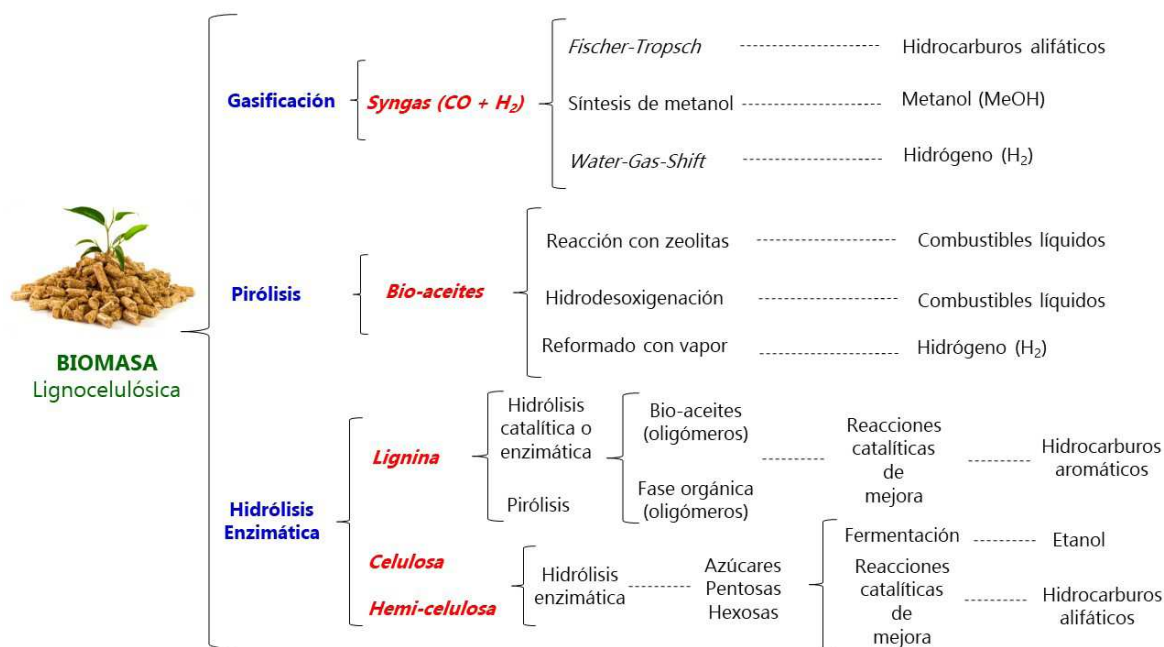 BIOMASA
Lignocelulósica
Gasificación
Syngas (CO + H₂)
Fischer-Tropsch
Hidrocarburos alifáticos
Síntesis de metanol
Metanol (MeOH)
Water-Gas-Shift
Hidrógeno (H₂)
Pirólisis
Bio-aceites
Reacción con zeolitas
Combustibles líquidos
Hidrodesoxigenación
Combustibles líquidos
Reformado con vapor
Hidrógeno (H₂)
Hidrólisis
Enzimática
Lignina
Hidrólisis
catalítica o
enzimática
Pirólisis
Bio-aceites
(oligómeros)
Fase orgánica
(oligómeros)
Reacciones
catalíticas
de
mejora
Hidrocarburos
aromáticos
Celulosa
Hemi-celulosa
Hidrólisis
enzimática
Azúcares
Pentosas
Hexosas
Fermentación
Etanol
Reacciones
catalíticas
de
mejora
Hidrocarburos
alifáticos